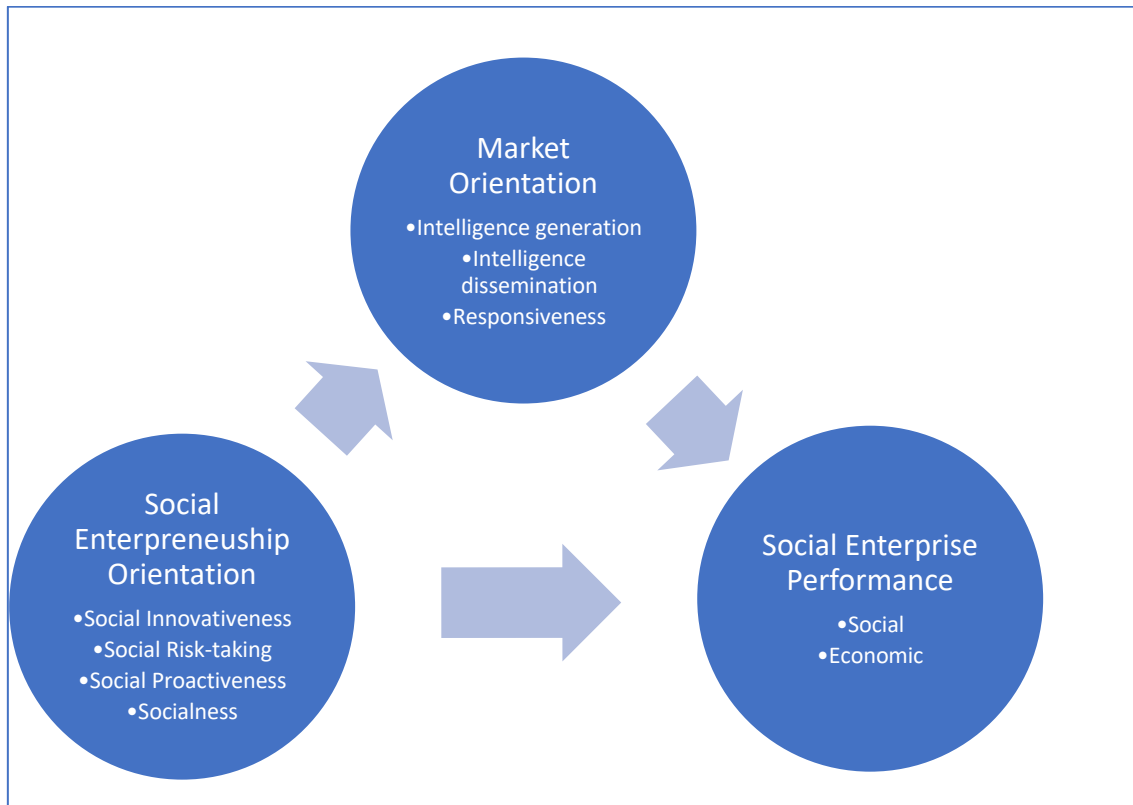 Market
Orientation
•Intelligence generation
•Intelligence
dissemination
•Responsiveness
Social
Enterpreneuship
Orientation
•Social Innovativeness
•Social Risk-taking
•Social Proactiveness
•Socialness
Social Enterprise
Performance
•Social
•Economic